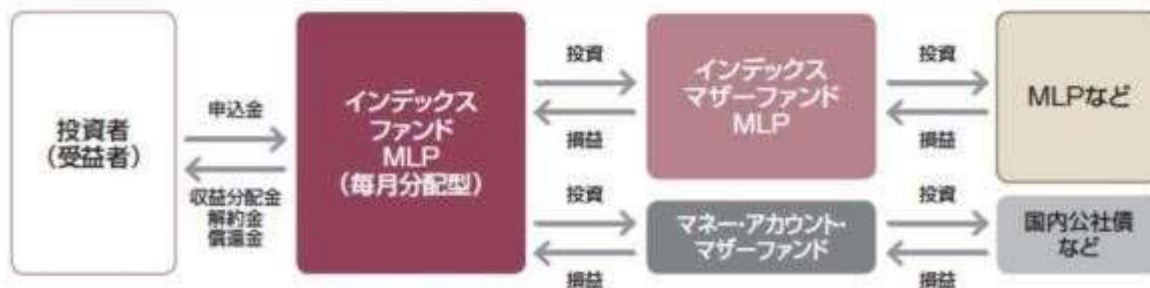 投資者
（受益者）
申込金
収益分配金
解約金
償還金
インデックス
ファンド
MLP
（毎月分配型）
投資
損益
投資
損益
インデックス
マザーファンド
MLP
マネー・アカウント・
マザーファンド
投資
損益
投資
損益
MLPなど
国内公社債
など